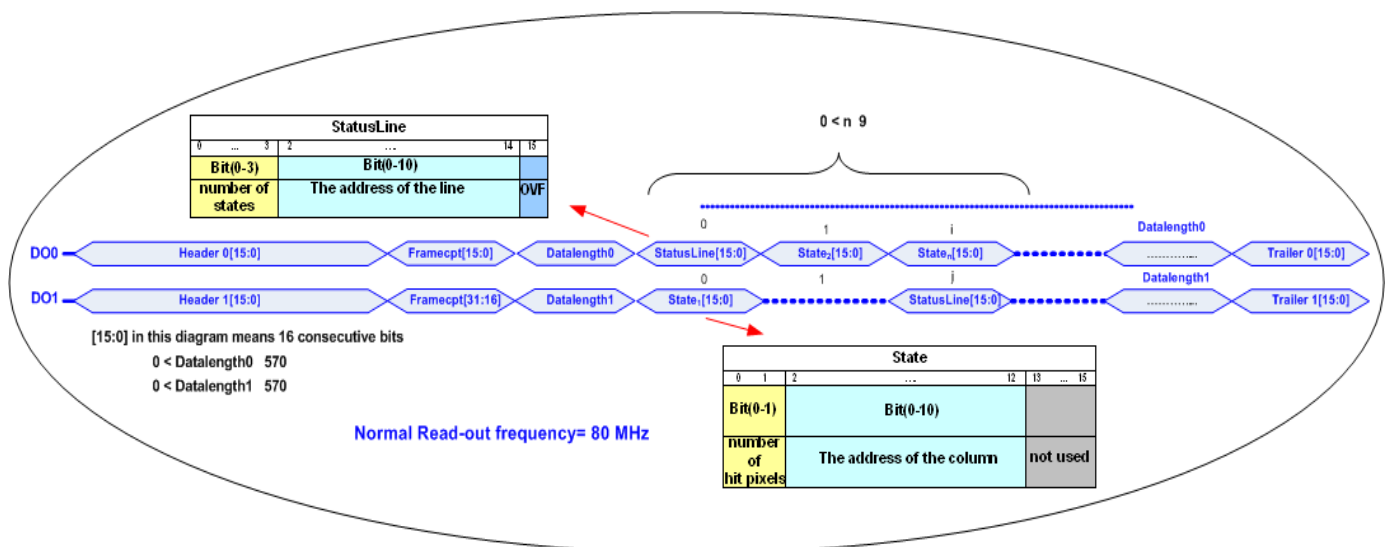 StatusLine
0 ... 3 2 .... 14 15
Bit(0-3) Bit(0-10)
number of states The address of the line OVF
0 < n 9
0 1 i Datalength0
DO0 Header 0[15:0] Framecpt[15:0] Datalength0 StatusLine[15:0] State2[15:0] Staten[15:0] ............. Trailer 0[15:0]
0 1 j Datalength1
DO1 Header 1[15:0] Framecpt[31:16] Datalength1 State1[15:0] StatusLine[15:0] ............. Trailer 1[15:0]
[15:0] in this diagram means 16 consecutive bits
0 < Datalength0 570
0 < Datalength1 570
Normal Read-out frequency= 80 MHz
State
0 1 2 .... 12 13 ... 15
Bit(0-1) Bit(0-10)
number of hit pixels The address of the column not used